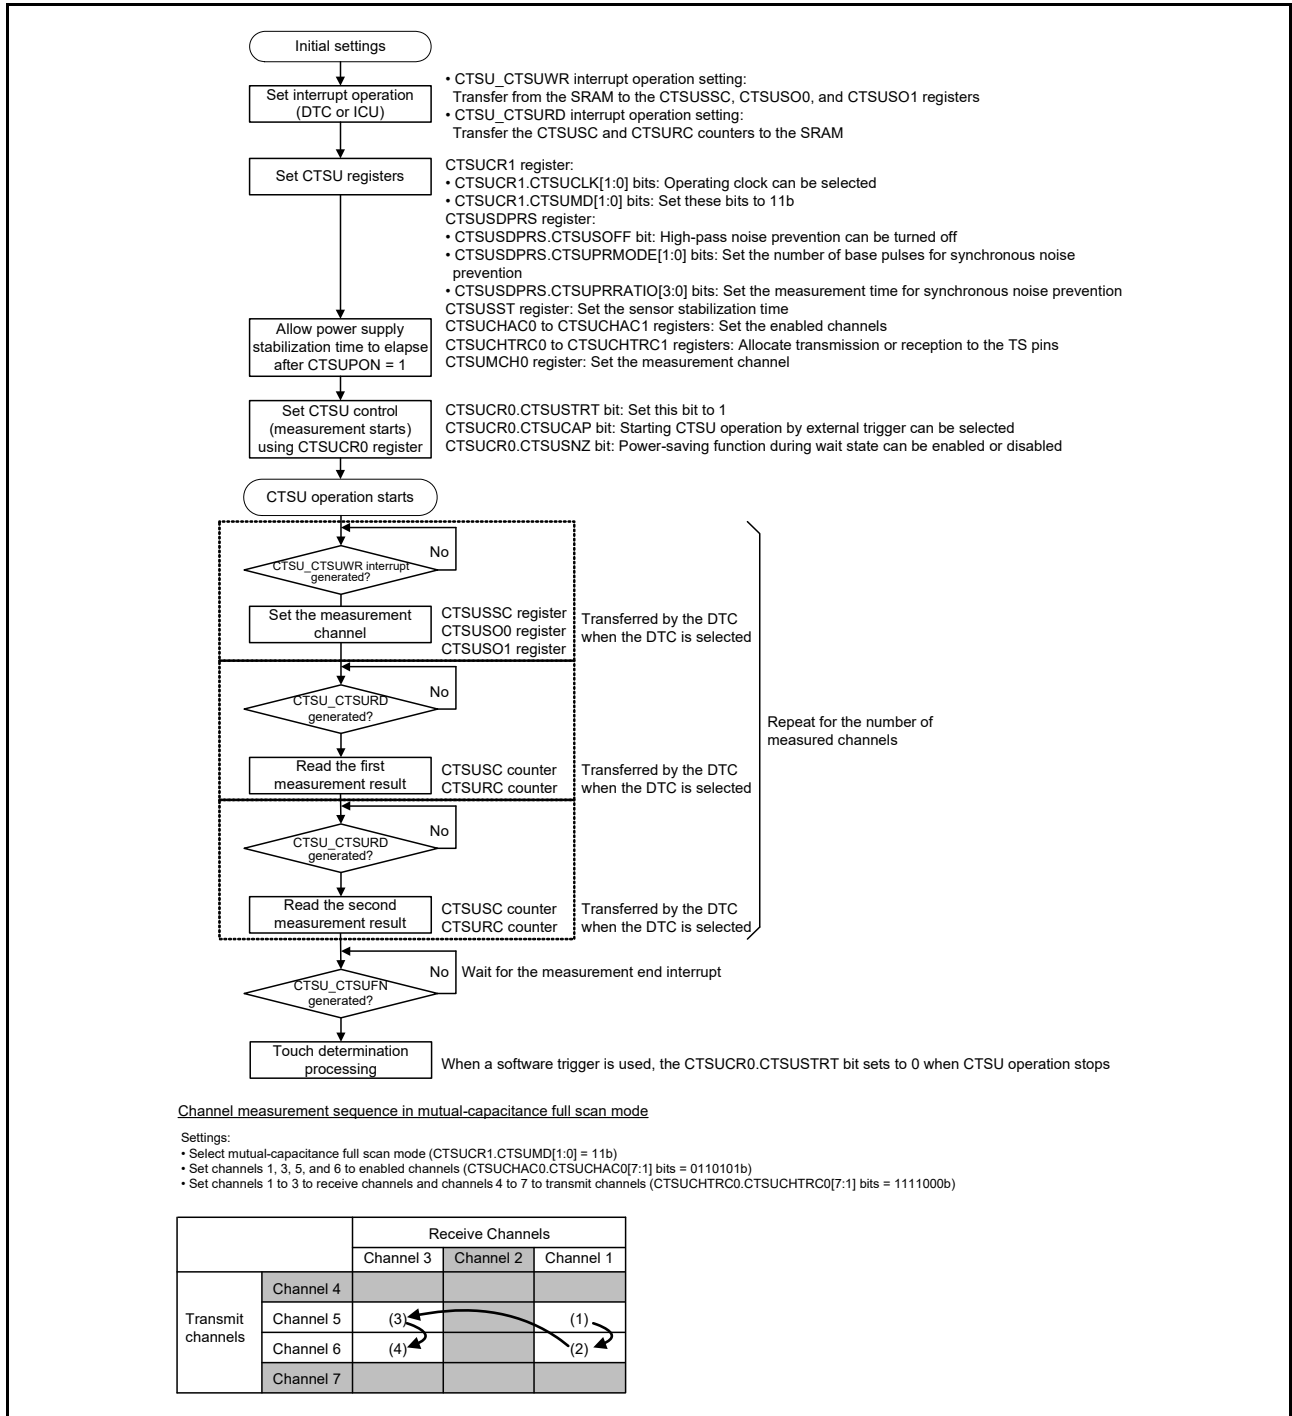 Initial settings
Set interrupt operation
(DTC or ICU)
• CTSU_CTSUWR interrupt operation setting:
Transfer from the SRAM to the CTSUSSC, CTSUSO0, and CTSUSO1 registers
• CTSU_CTSURD interrupt operation setting:
Transfer the CTSUSC and CTSURC counters to the SRAM
Set CTSU registers
CTSUCR1 register:
• CTSUCR1.CTSUCLK[1:0] bits: Operating clock can be selected
• CTSUCR1.CTSUMD[1:0] bits: Set these bits to 11b
CTSUSDPRS register:
• CTSUSDPRS.CTSUSOFF bit: High-pass noise prevention can be turned off
• CTSUSDPRS.CTSUPRMODE[1:0] bits: Set the number of base pulses for synchronous noise
prevention
• CTSUSDPRS.CTSUPRRATIO[3:0] bits: Set the measurement time for synchronous noise prevention
CTSUSST register: Set the sensor stabilization time
CTSUCHAC0 to CTSUCHAC1 registers: Set the enabled channels
CTSUCHTRC0 to CTSUCHTRC1 registers: Allocate transmission or reception to the TS pins
CTSUMCH0 register: Set the measurement channel
Allow power supply
stabilization time to elapse
after CTSUPON = 1
Set CTSU control
(measurement starts)
using CTSUCR0 register
CTSUCR0.CTSUSTRT bit: Set this bit to 1
CTSUCR0.CTSUCAP bit: Starting CTSU operation by external trigger can be selected
CTSUCR0.CTSUSNZ bit: Power-saving function during wait state can be enabled or disabled
CTSU operation starts
No
CTSU_CTSUWR interrupt
generated?
Set the measurement
channel
CTSUSSC register
CTSUSO0 register
CTSUSO1 register
Transferred by the DTC
when the DTC is selected
No
CTSU_CTSURD
generated?
Repeat for the number of
measured channels
Read the first
measurement result
CTSUSC counter
CTSURC counter
Transferred by the DTC
when the DTC is selected
No
CTSU_CTSURD
generated?
Read the second
measurement result
CTSUSC counter
CTSURC counter
Transferred by the DTC
when the DTC is selected
No
Wait for the measurement end interrupt
CTSU_CTSUFN
generated?
Touch determination
processing
When a software trigger is used, the CTSUCR0.CTSUSTRT bit sets to 0 when CTSU operation stops
Channel measurement sequence in mutual-capacitance full scan mode
Settings:
• Select mutual-capacitance full scan mode (CTSUCR1.CTSUMD[1:0] = 11b)
• Set channels 1, 3, 5, and 6 to enabled channels (CTSUCHAC0.CTSUCHAC0[7:1] bits = 0110101b)
• Set channels 1 to 3 to receive channels and channels 4 to 7 to transmit channels (CTSUCHTRC0.CTSUCHTRC0[7:1] bits = 1111000b)
Receive Channels
Channel 3 Channel 2 Channel 1
Transmit
channels
Channel 4
Channel 5 (3) (1)
Channel 6 (4) (2)
Channel 7